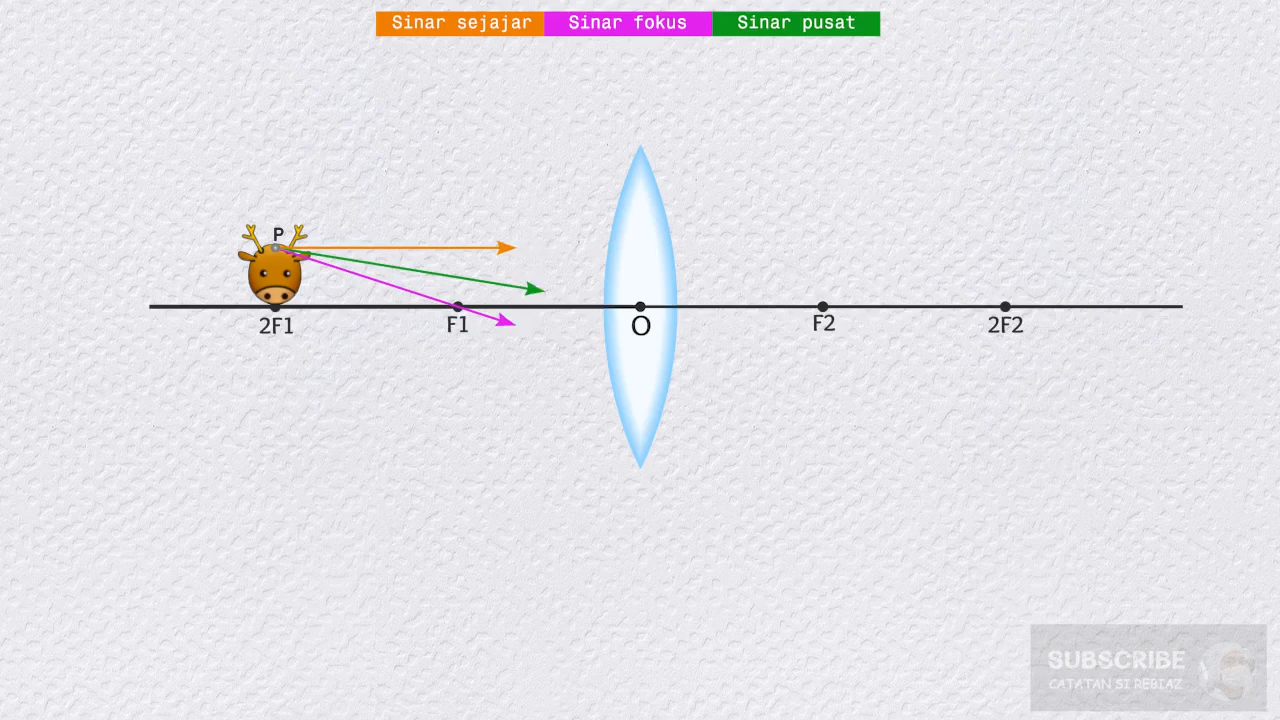 Sinar sejajar Sinar fokus Sinar pusat
P
2F1 F1 O F2 2F2
SUBSCRIBE
CATATAN SI REBIAZ